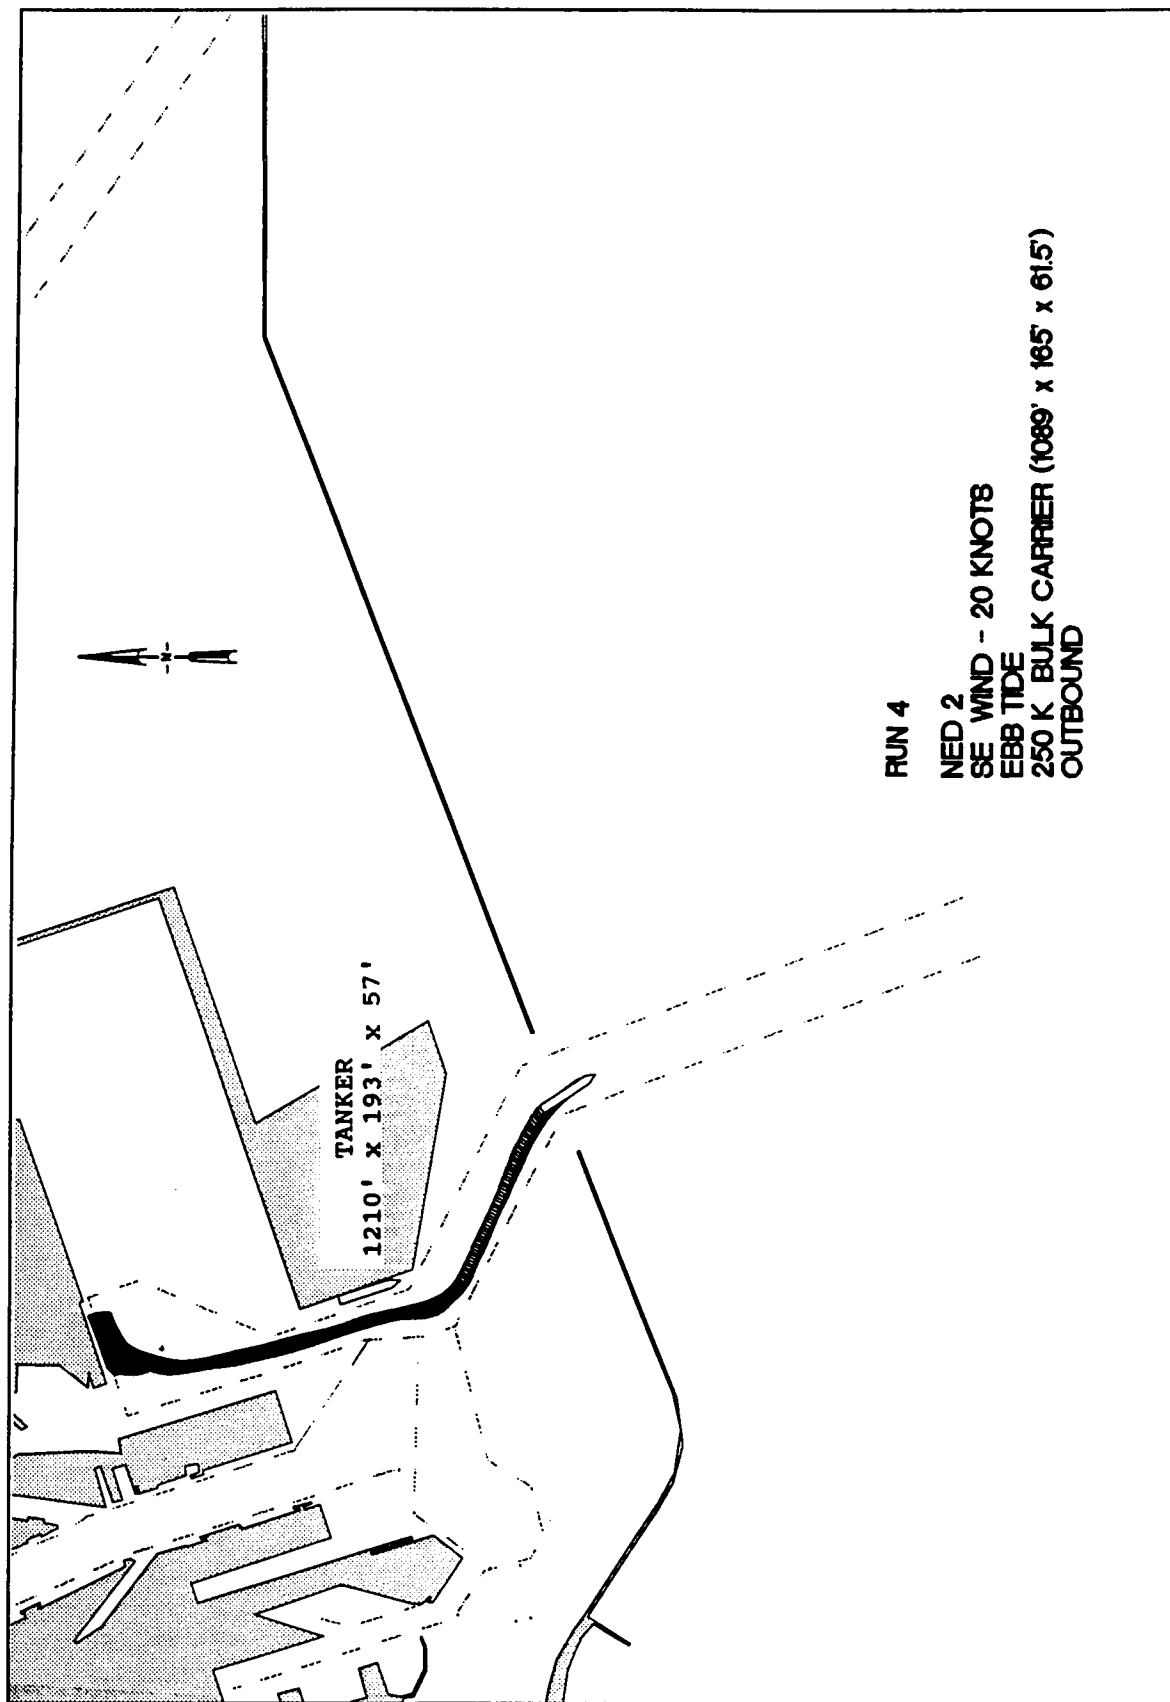 -N-
TANKER
1210' x 193' x 57'
RUN 4
NED 2
SE WIND - 20 KNOTS
EBB TIDE
250 K BULK CARRIER (1089' x 165' x 61.5')
OUTBOUND